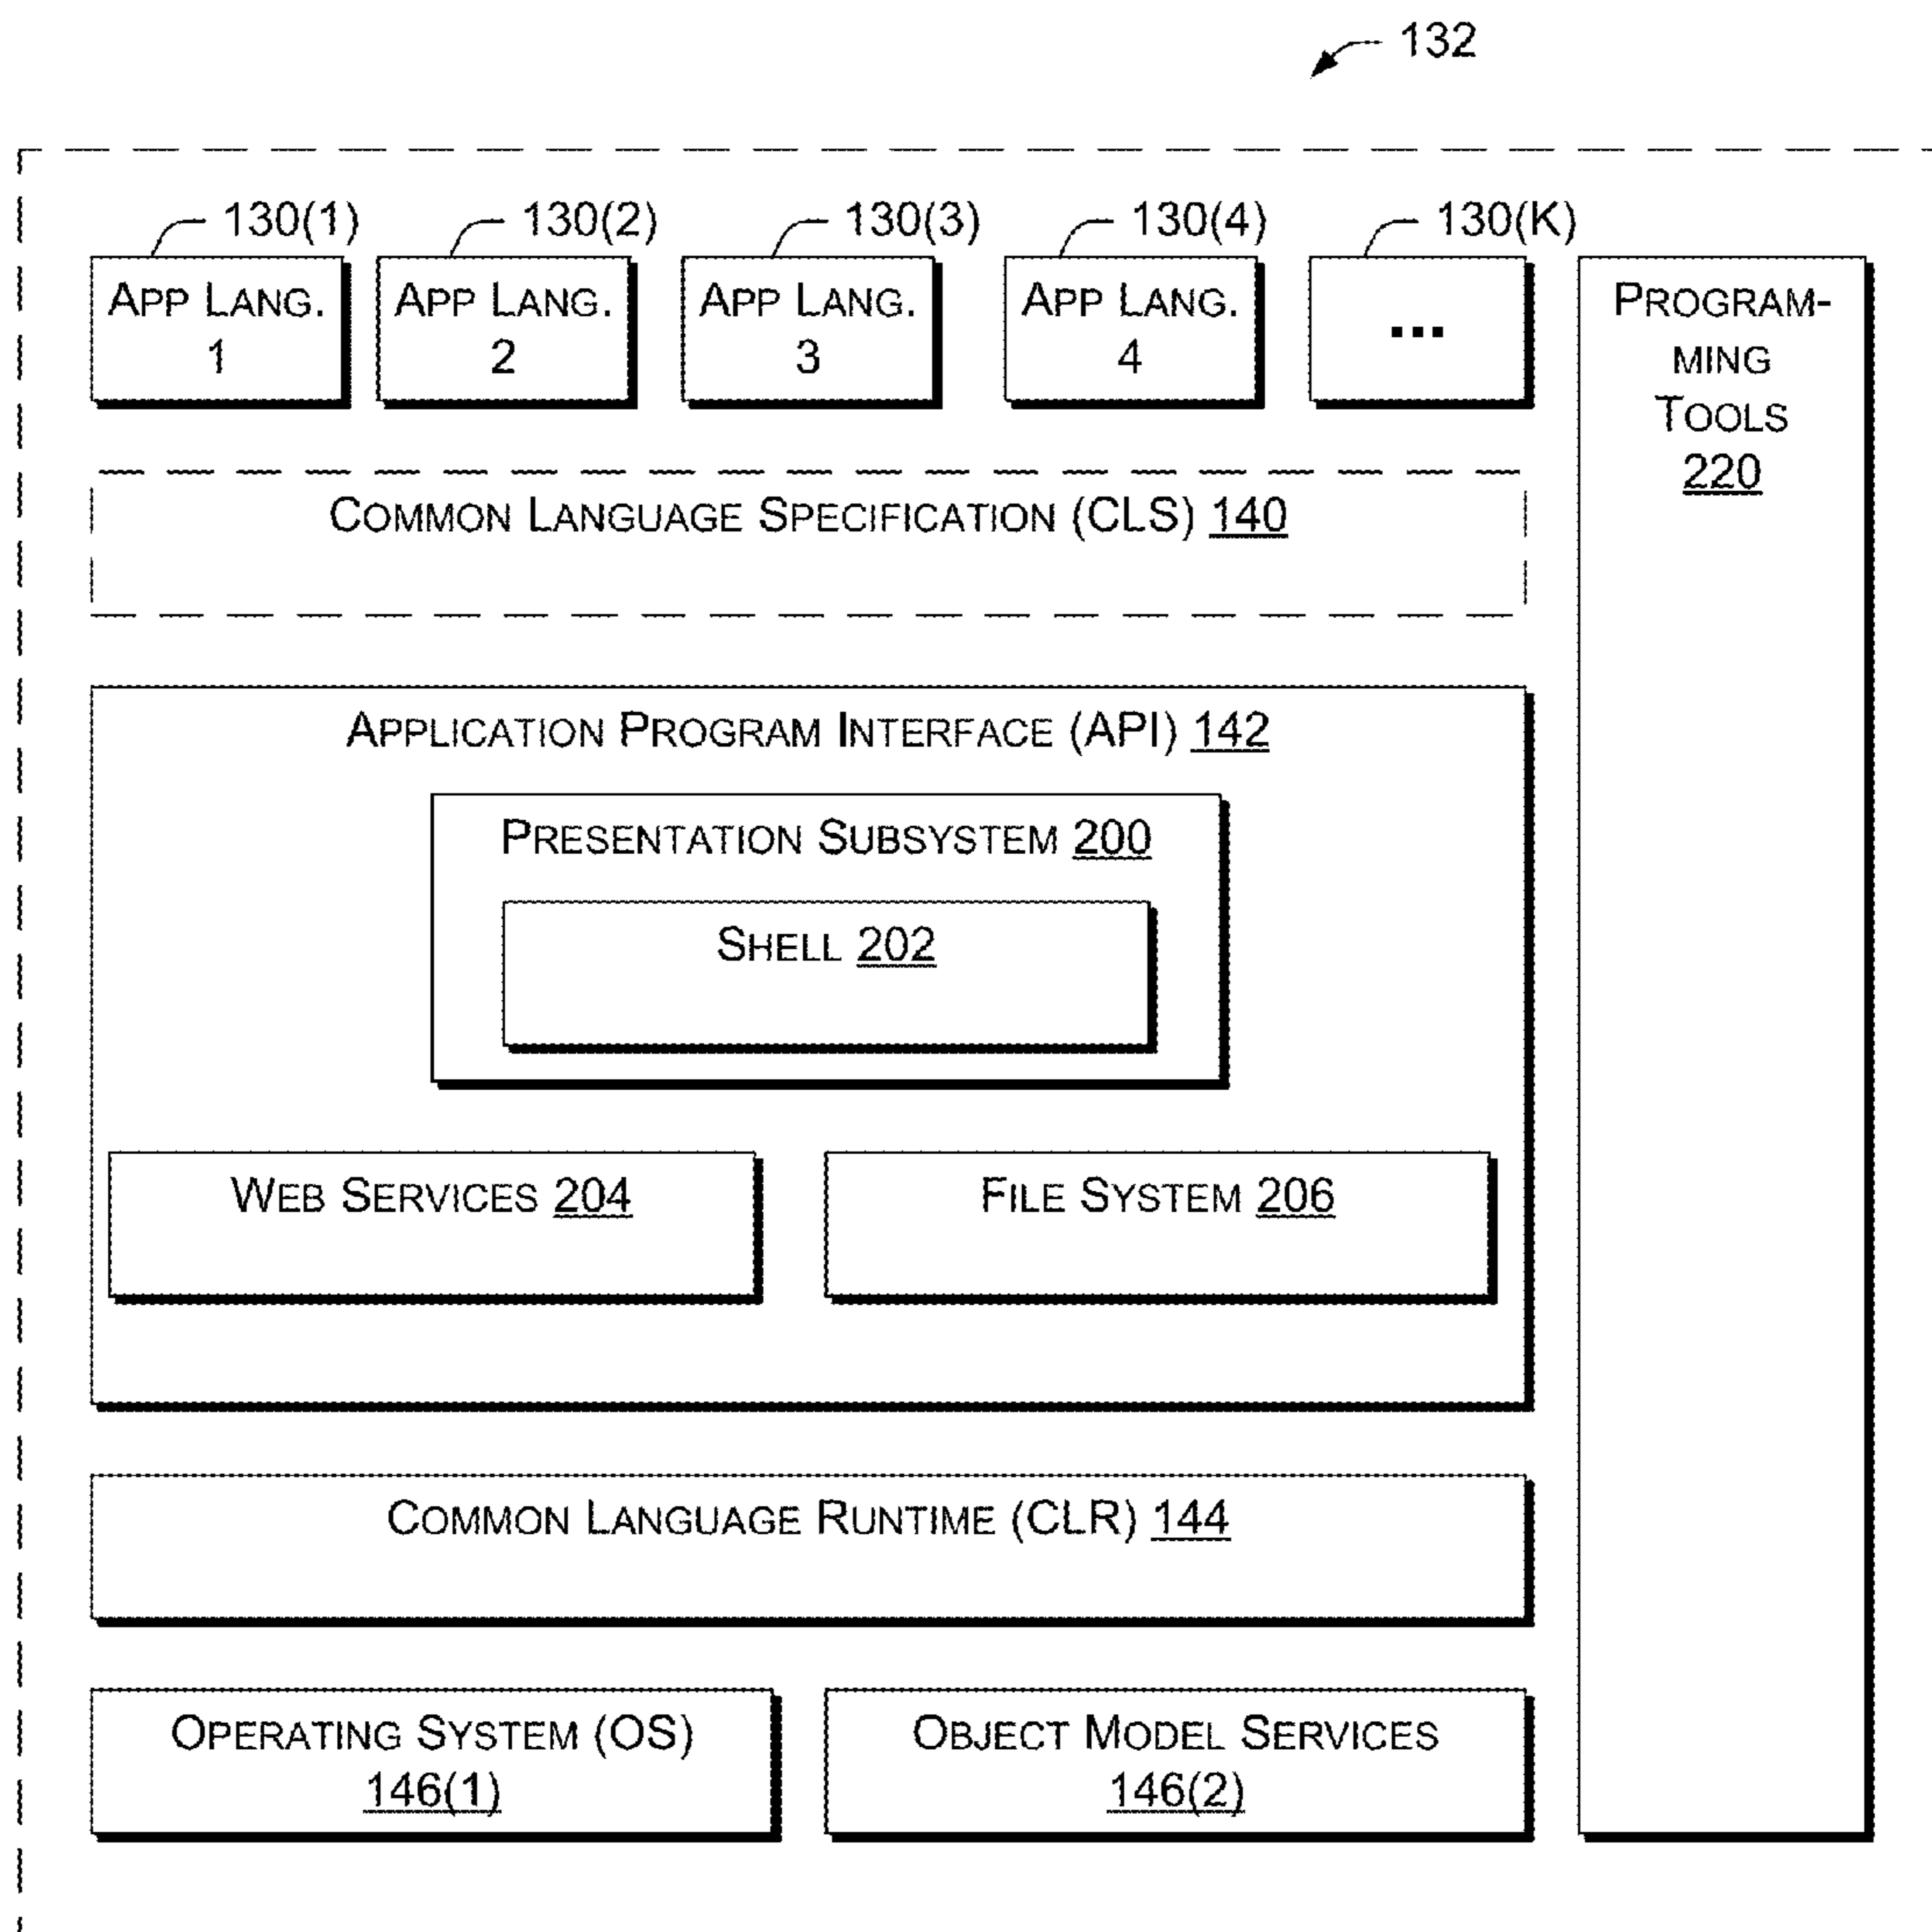 132
130(1) 130(2) 130(3) 130(4) 130(K)
APP LANG.
1
APP LANG.
2
APP LANG.
3
APP LANG.
4
...
PROGRAM-
MING
TOOLS
220
COMMON LANGUAGE SPECIFICATION (CLS) 140
APPLICATION PROGRAM INTERFACE (API) 142
PRESENTATION SUBSYSTEM 200
SHELL 202
WEB SERVICES 204
FILE SYSTEM 206
COMMON LANGUAGE RUNTIME (CLR) 144
OPERATING SYSTEM (OS)
146(1)
OBJECT MODEL SERVICES
146(2)